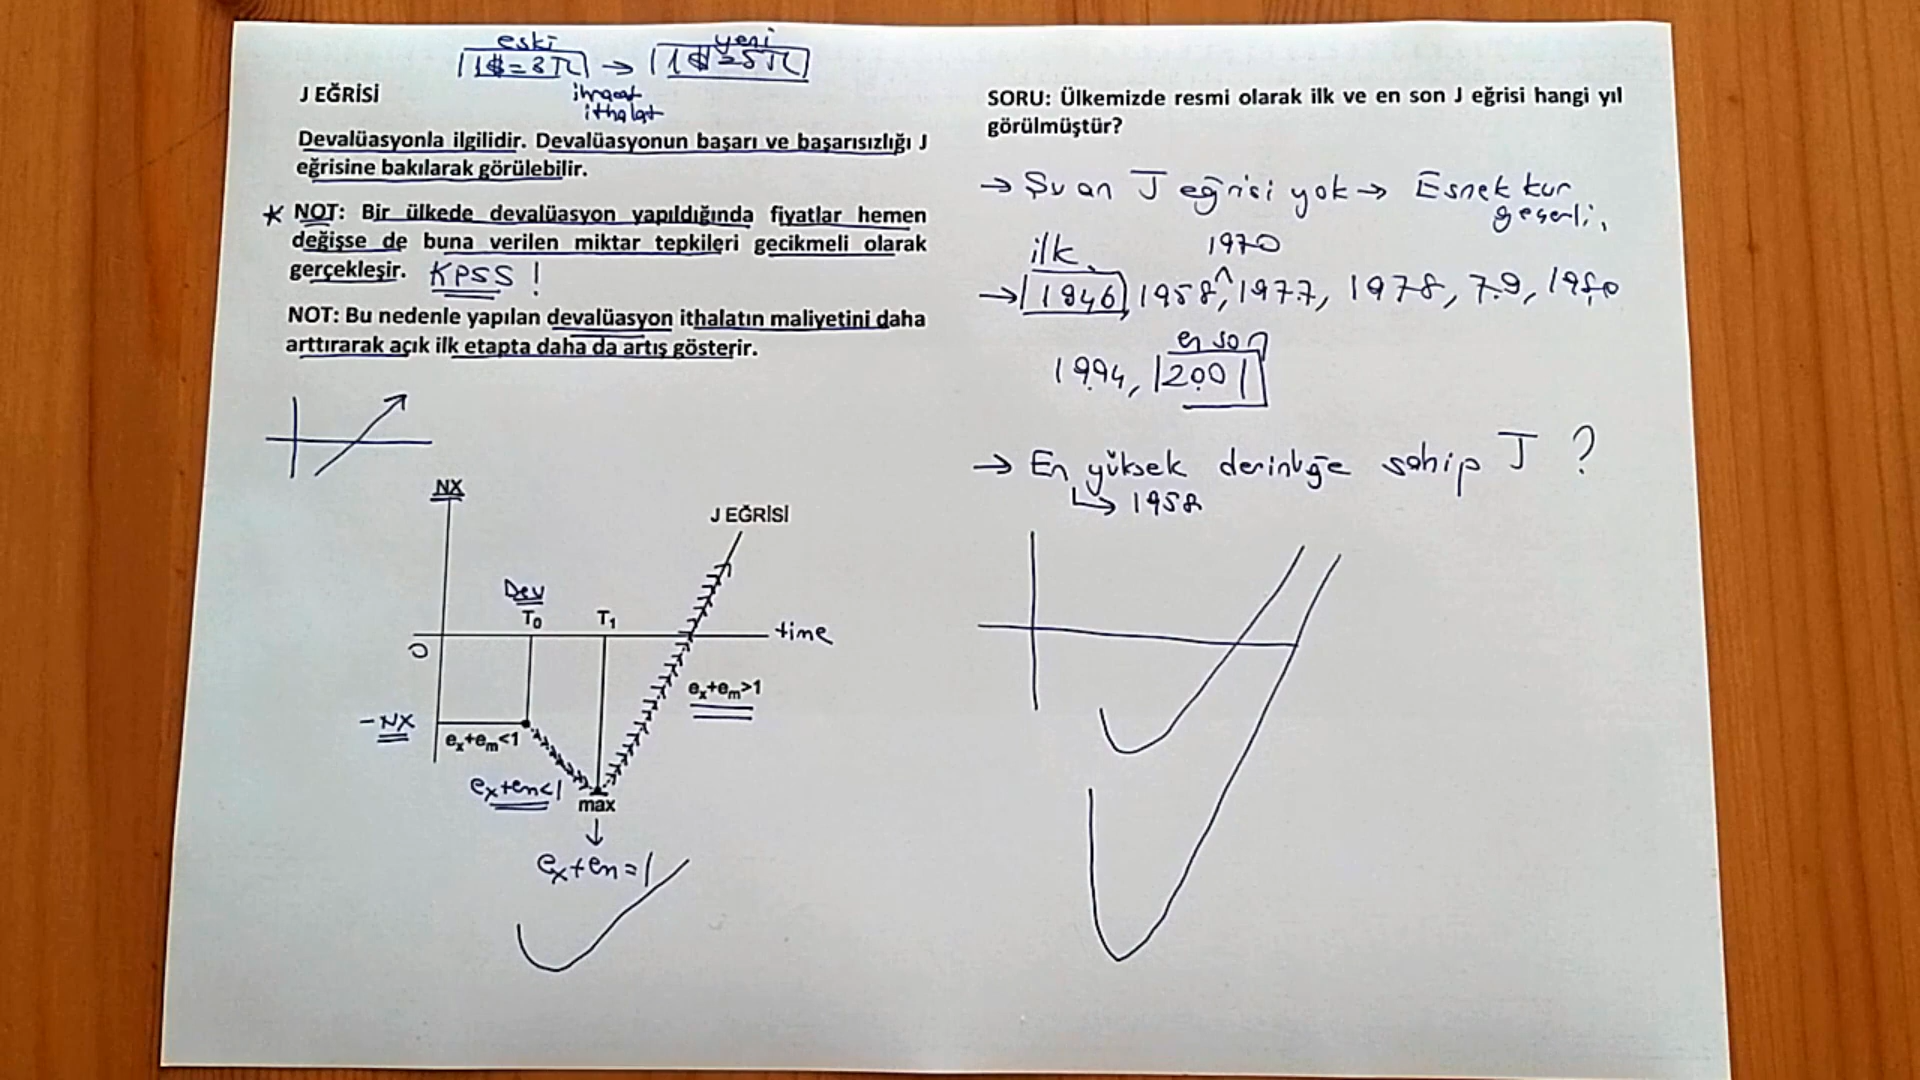 eski yeni
1$=3TL → 1$=5TL
ihracat
ithalat
J EĞRİSİ
Devalüasyonla ilgilidir. Devalüasyonun başarı ve başarısızlığı J
eğrisine bakılarak görülebilir.
NOT: Bir ülkede devalüasyon yapıldığında fiyatlar hemen
değişse de buna verilen miktar tepkileri gecikmeli olarak
gerçekleşir. KPSS !
NOT: Bu nedenle yapılan devalüasyon ithalatın maliyetini daha
arttırarak açık ilk etapta daha da artış gösterir.
NX
J EĞRİSİ
Dev
T0 T1
time
0
ex+em>1
-NX
ex+em<1
ex+em<1
max
↓
ex+em=1
SORU: Ülkemizde resmi olarak ilk ve en son J eğrisi hangi yıl
görülmüştür?
→ Şu an J eğrisi yok → Esnek kur
geçerli.
ilk 1970
→ 1946, 1958, 1977, 1978, 79, 1980
en son
1994, 2001
→ En yüksek derinliğe sahip J ?
↳ 1958